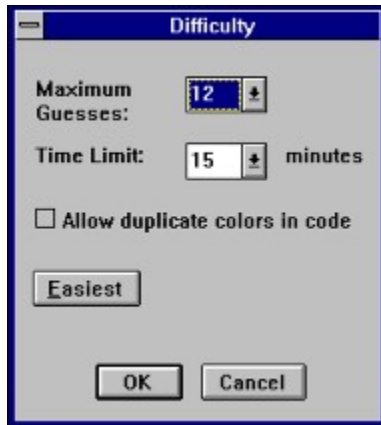 Difficulty
Maximum Guesses: 12
Time Limit: 15 minutes
Allow duplicate colors in code
Easiest
OK Cancel